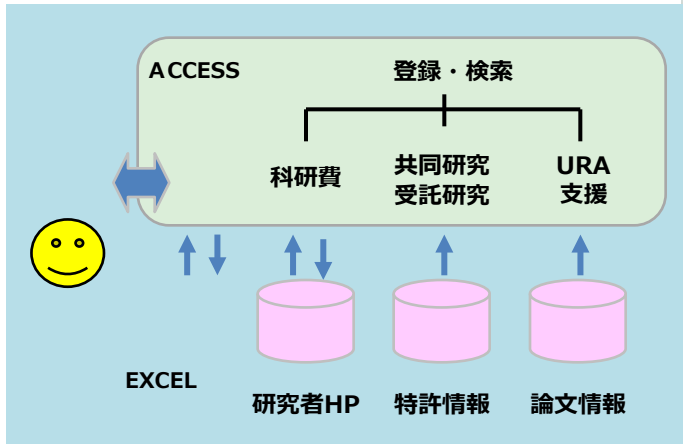 ACCESS
登録・検索
科研費
共同研究
受託研究
URA
支援
EXCEL
研究者HP
特許情報
論文情報